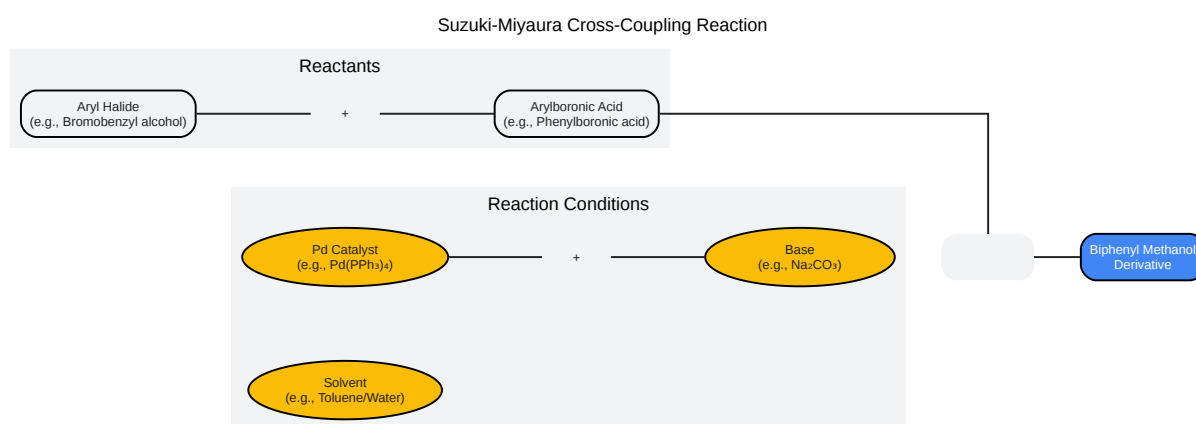 Suzuki-Miyaura Cross-Coupling Reaction
Reactants
Aryl Halide
(e.g., Bromobenzyl alcohol)
+
Arylboronic Acid
(e.g., Phenylboronic acid)
Reaction Conditions
Pd Catalyst
(e.g., Pd(PPh₃)₄)
+
Base
(e.g., Na₂CO₃)
Biphenyl Methanol
Derivative
Solvent
(e.g., Toluene/Water)